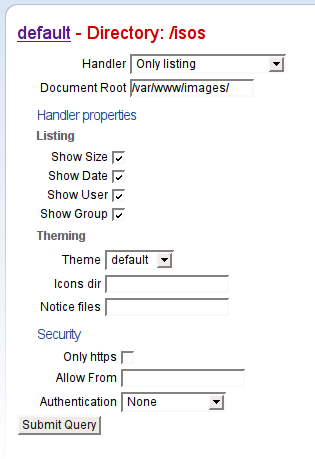 default - Directory: /isos
Handler Only listing
Document Root /var/www/images/
Handler properties
Listing
Show Size
Show Date
Show User
Show Group
Theming
Theme default
Icons dir
Notice files
Security
Only https
Allow From
Authentication None
Submit Query